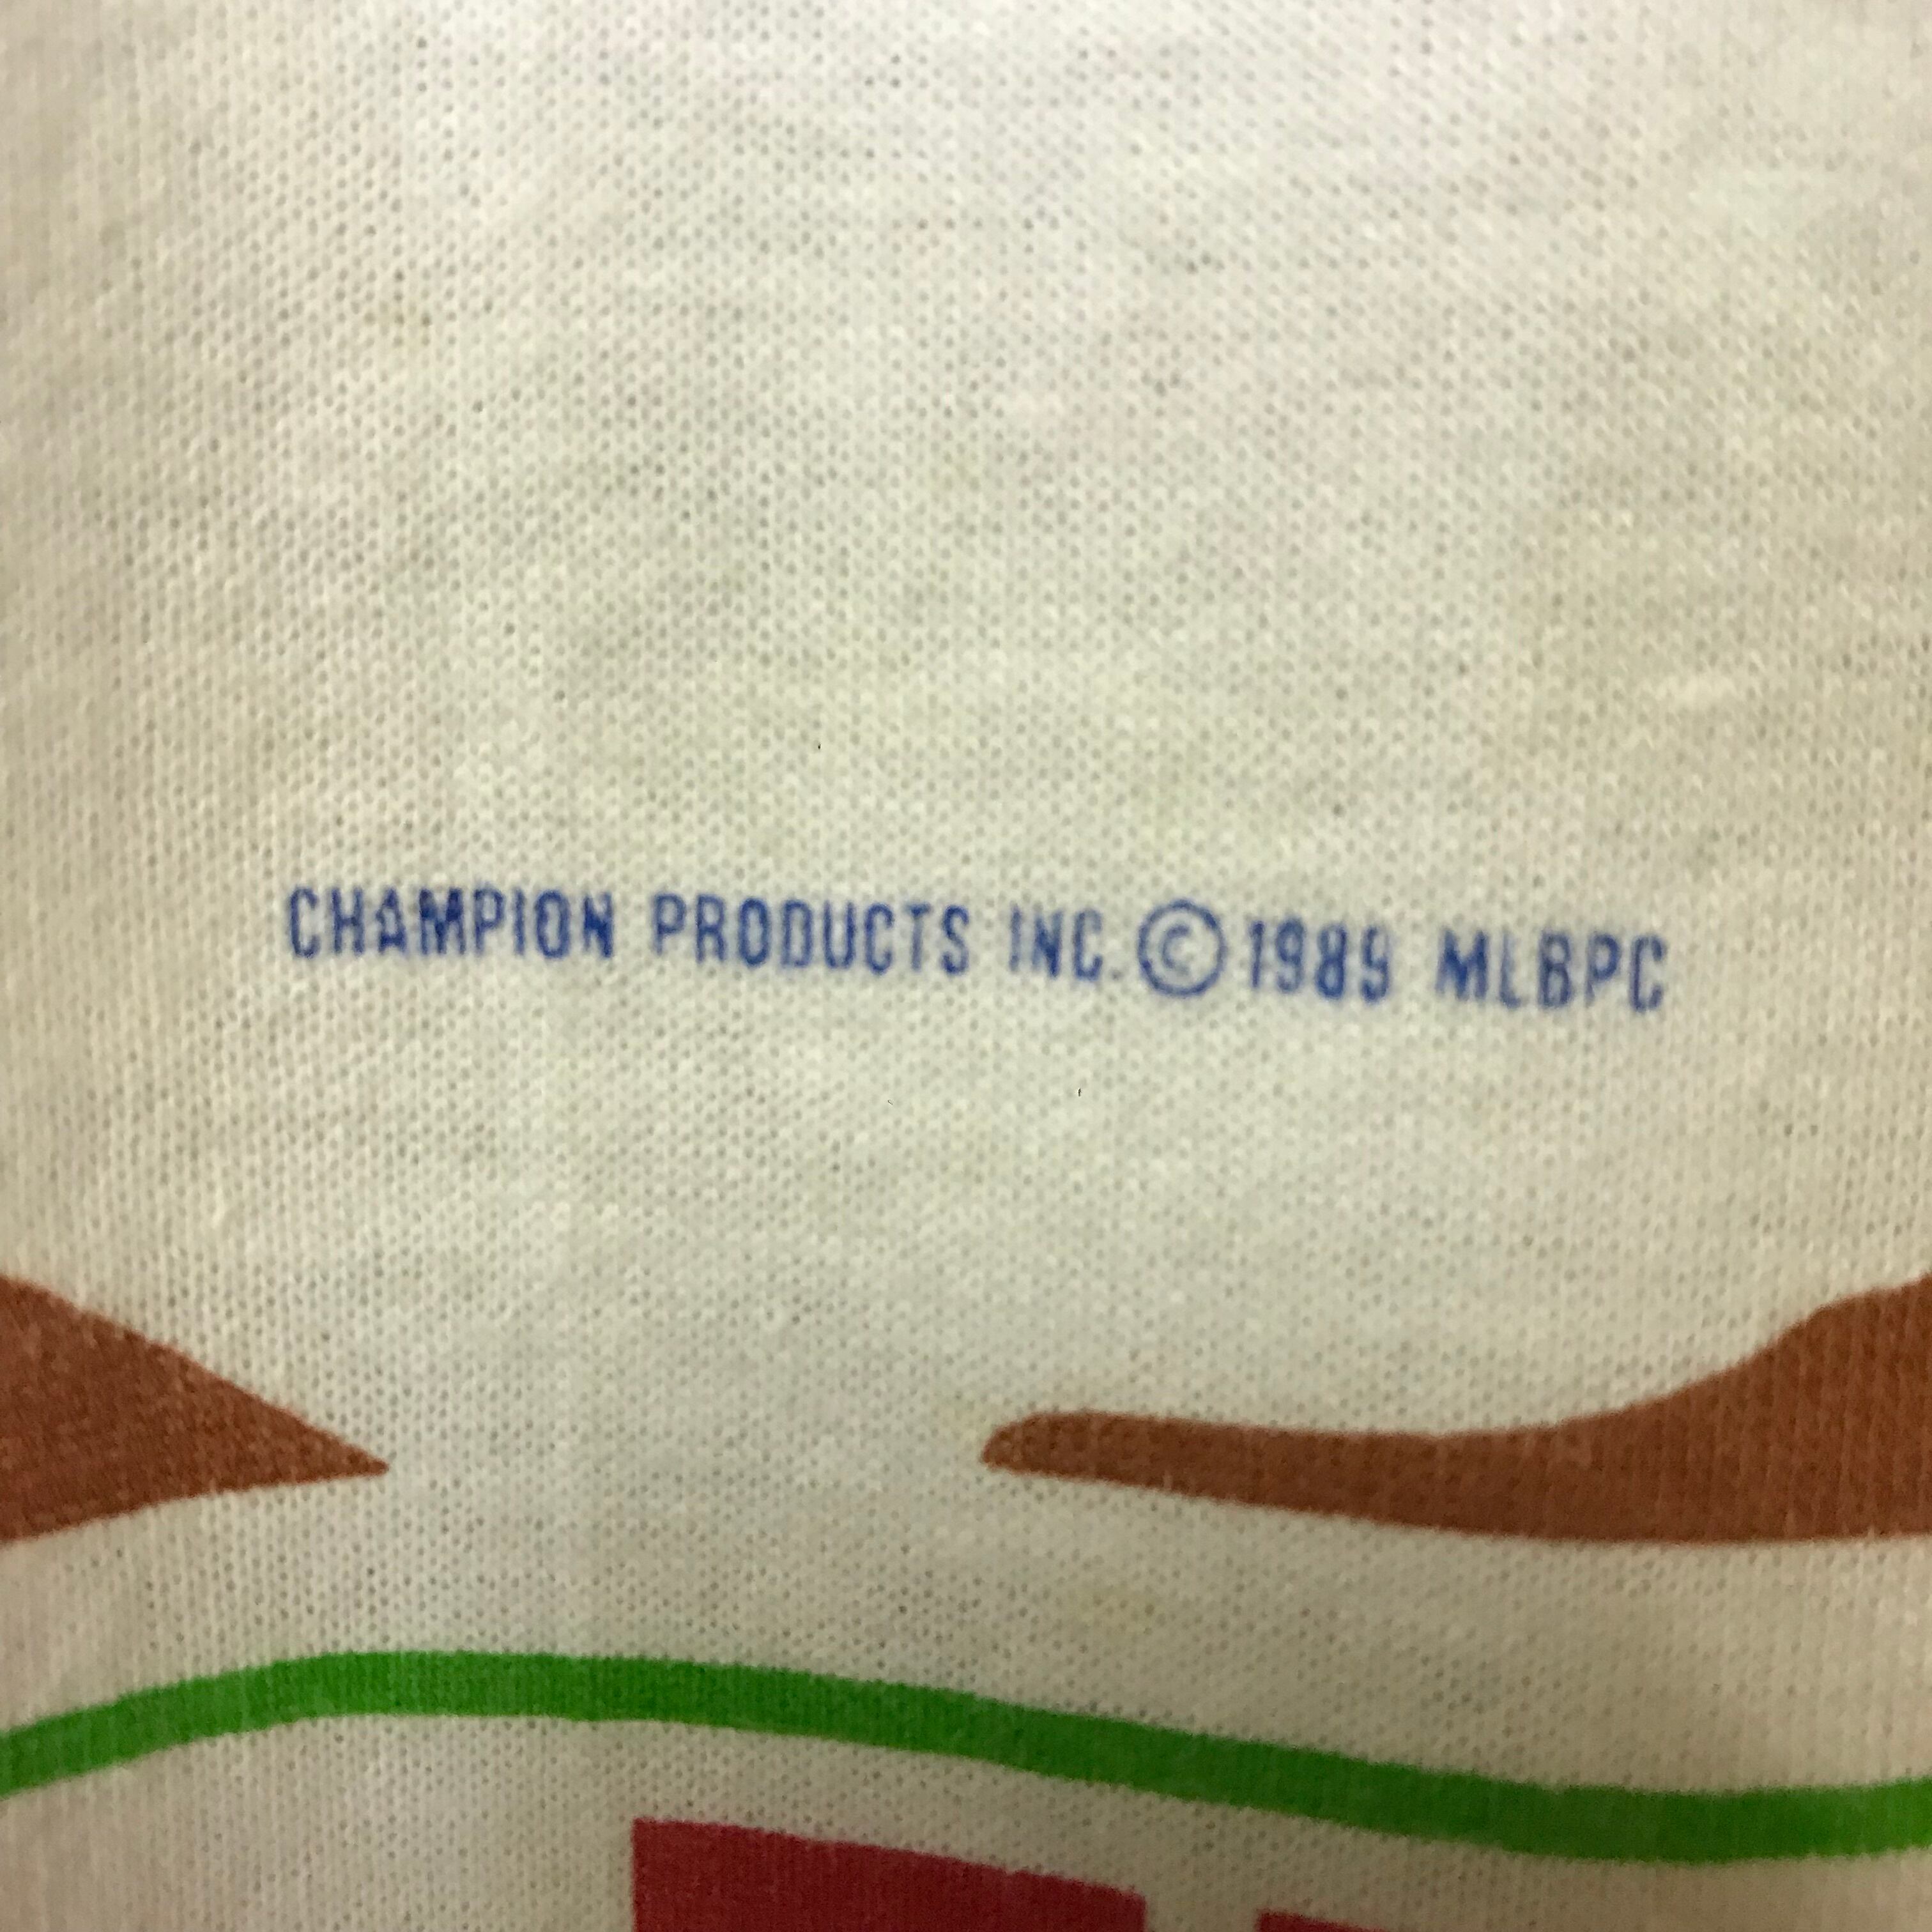 CHAMPION PRODUCTS INC. © 1989 MLBPC